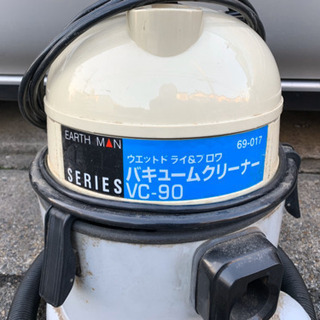 EARTH MAN
SERIES
69-017
ウエットドライ&ブロワ
バキュームクリーナー
VC-90